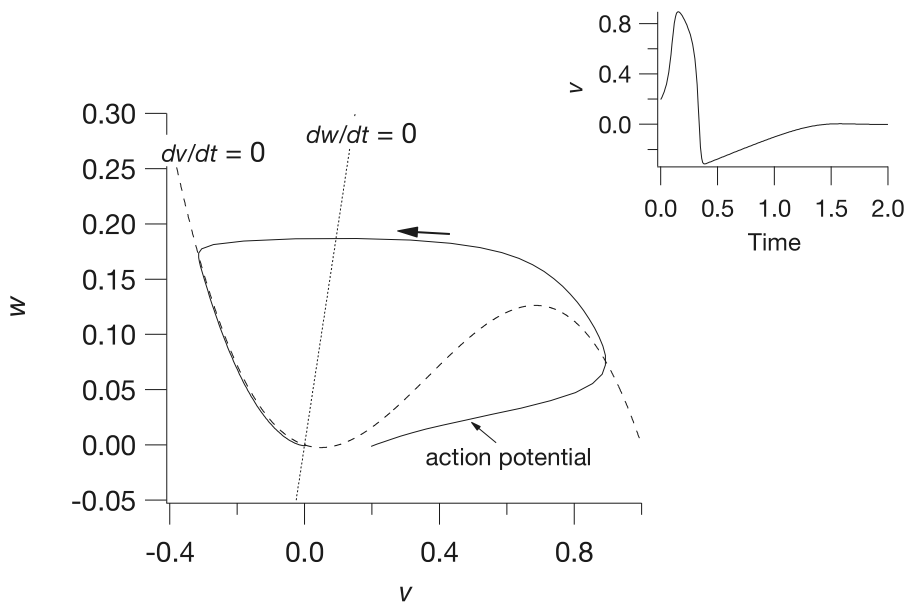 0.8
0.4
0.0
v
0.0 0.5 1.0 1.5 2.0
Time
0.30
0.25
0.20
0.15
0.10
0.05
0.00
-0.05
w
dv/dt = 0
dw/dt = 0
action potential
-0.4 0.0 0.4 0.8
v